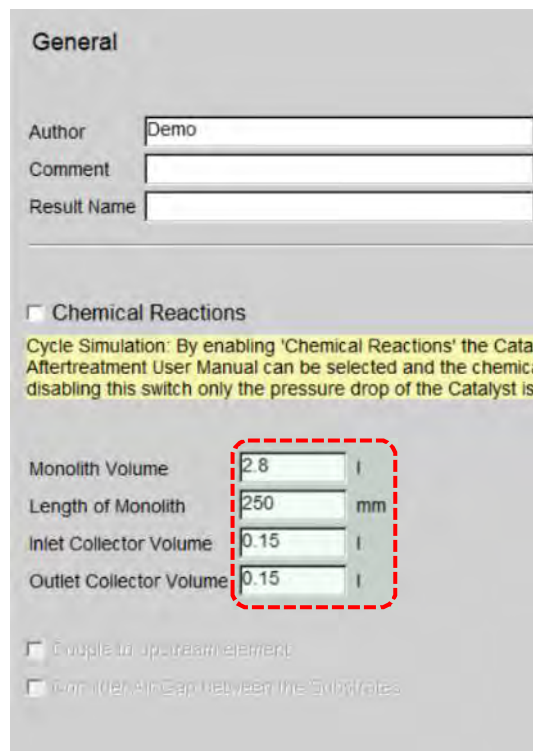 General
Author Demo
Comment
Result Name
Chemical Reactions
Cycle Simulation: By enabling 'Chemical Reactions' the Cata
Aftertreatment User Manual can be selected and the chemica
disabling this switch only the pressure drop of the Catalyst is
Monolith Volume 2.8 l
Length of Monolith 250 mm
Inlet Collector Volume 0.15 l
Outlet Collector Volume 0.15 l
Couple to upstream element
Consider Air Gap between the Substrates